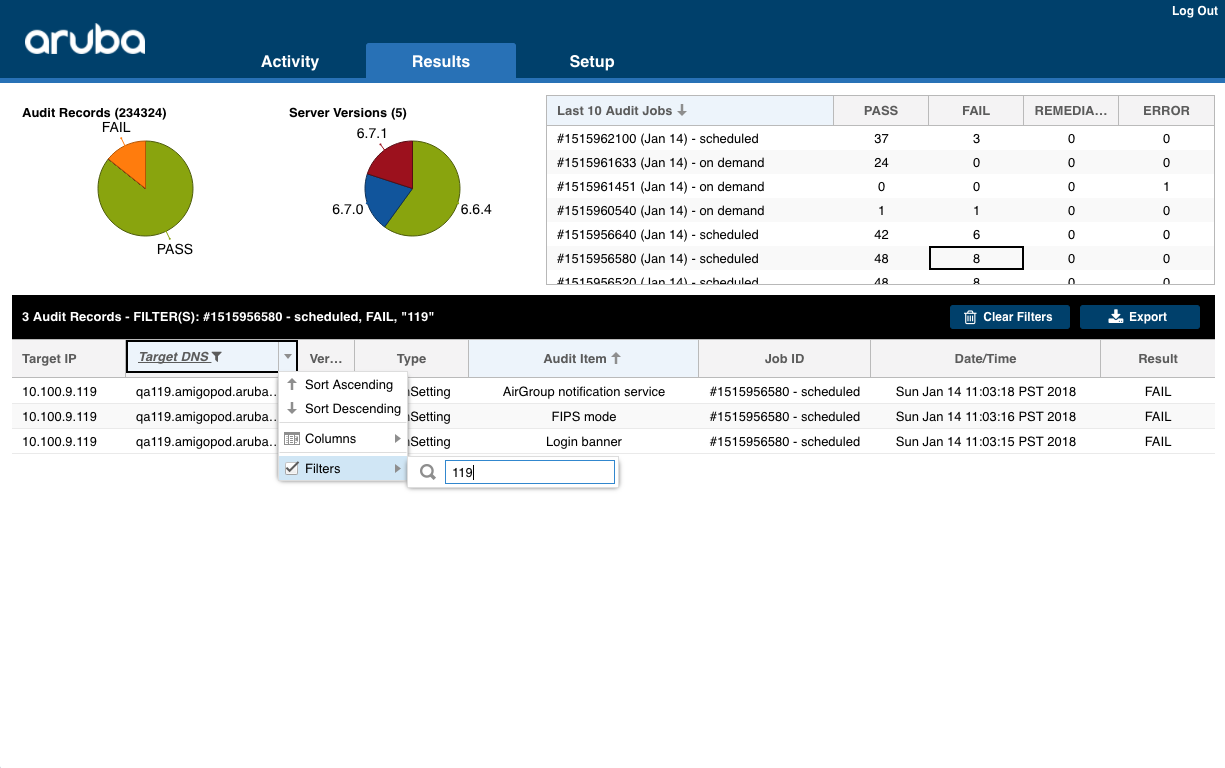 Log Out
aruba
Activity Results Setup
Audit Records (234324)
FAIL
PASS
Server Versions (5)
6.7.1
6.7.0
6.6.4
Last 10 Audit Jobs PASS FAIL REMEDIA... ERROR
#1515962100 (Jan 14) - scheduled 37 3 0 0
#1515961633 (Jan 14) - on demand 24 0 0 0
#1515961451 (Jan 14) - on demand 0 0 0 1
#1515960540 (Jan 14) - on demand 1 1 0 0
#1515956640 (Jan 14) - scheduled 42 6 0 0
#1515956580 (Jan 14) - scheduled 48 8 0 0
#1515956520 (Jan 14) - scheduled 48 8 0 0
3 Audit Records - FILTER(S): #1515956580 - scheduled, FAIL, "119" Clear Filters Export
Target IP Target DNS Ver... Type Audit Item Job ID Date/Time Result
10.100.9.119 qa119.amigopod.aruba... Setting AirGroup notification service #1515956580 - scheduled Sun Jan 14 11:03:18 PST 2018 FAIL
10.100.9.119 qa119.amigopod.aruba... Setting FIPS mode #1515956580 - scheduled Sun Jan 14 11:03:16 PST 2018 FAIL
10.100.9.119 qa119.amigopod.aruba... Setting Login banner #1515956580 - scheduled Sun Jan 14 11:03:15 PST 2018 FAIL
Sort Ascending
Sort Descending
Columns
Filters
119